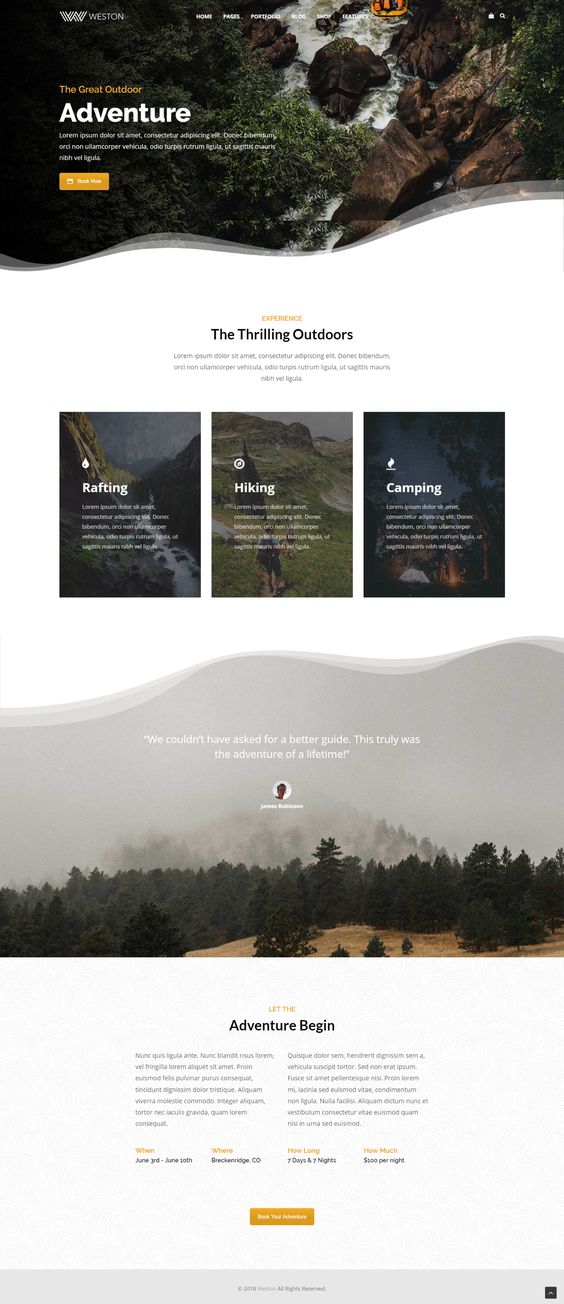 WESTON
HOME PAGES PORTFOLIO BLOG SHOP FEATURES
The Great Outdoor
Adventure
Lorem ipsum dolor sit amet, consectetur adipiscing elit. Donec bibendum,
orci non ullamcorper vehicula, odio turpis rutrum ligula, ut sagittis mauris
nibh vel ligula.
Book Now
EXPERIENCE
The Thrilling Outdoors
Lorem ipsum dolor sit amet, consectetur adipiscing elit. Donec bibendum,
orci non ullamcorper vehicula, odio turpis rutrum ligula, ut sagittis mauris
nibh vel ligula.
Rafting
Lorem ipsum dolor sit amet,
consectetur adipiscing elit. Donec
bibendum, orci non ullamcorper
vehicula, odio turpis rutrum ligula, ut
sagittis mauris nibh vel ligula.
Hiking
Lorem ipsum dolor sit amet,
consectetur adipiscing elit. Donec
bibendum, orci non ullamcorper
vehicula, odio turpis rutrum ligula, ut
sagittis mauris nibh vel ligula.
Camping
Lorem ipsum dolor sit amet,
consectetur adipiscing elit. Donec
bibendum, orci non ullamcorper
vehicula, odio turpis rutrum ligula, ut
sagittis mauris nibh vel ligula.
“We couldn’t have asked for a better guide. This truly was
the adventure of a lifetime!”
James Robinson
LET THE
Adventure Begin
Nunc quis ligula ante. Nunc blandit risus lorem,
vel fringilla lorem aliquet sit amet. Proin
euismod felis pulvinar purus consequat,
tincidunt dignissim dolor tristique. Aliquam
viverra molestie commodo. Integer aliquam,
tortor nec iaculis gravida, quam lorem
consequat.
Quisque dolor sem, hendrerit dignissim sem a,
vehicula suscipit tortor. Sed non erat ipsum.
Fusce sit amet pellentesque nisi. Proin lorem
mi, lacinia sed euismod vitae, condimentum
non ligula. Nulla facilisi. Aliquam dictum nunc et
vestibulum consectetur vitae euismod quam
nisi in urna sed euismod.
When
June 3rd - June 10th
Where
Breckenridge, CO
How Long
7 Days & 7 Nights
How Much
$100 per night
Book Your Adventure
© 2018 Weston All Rights Reserved.